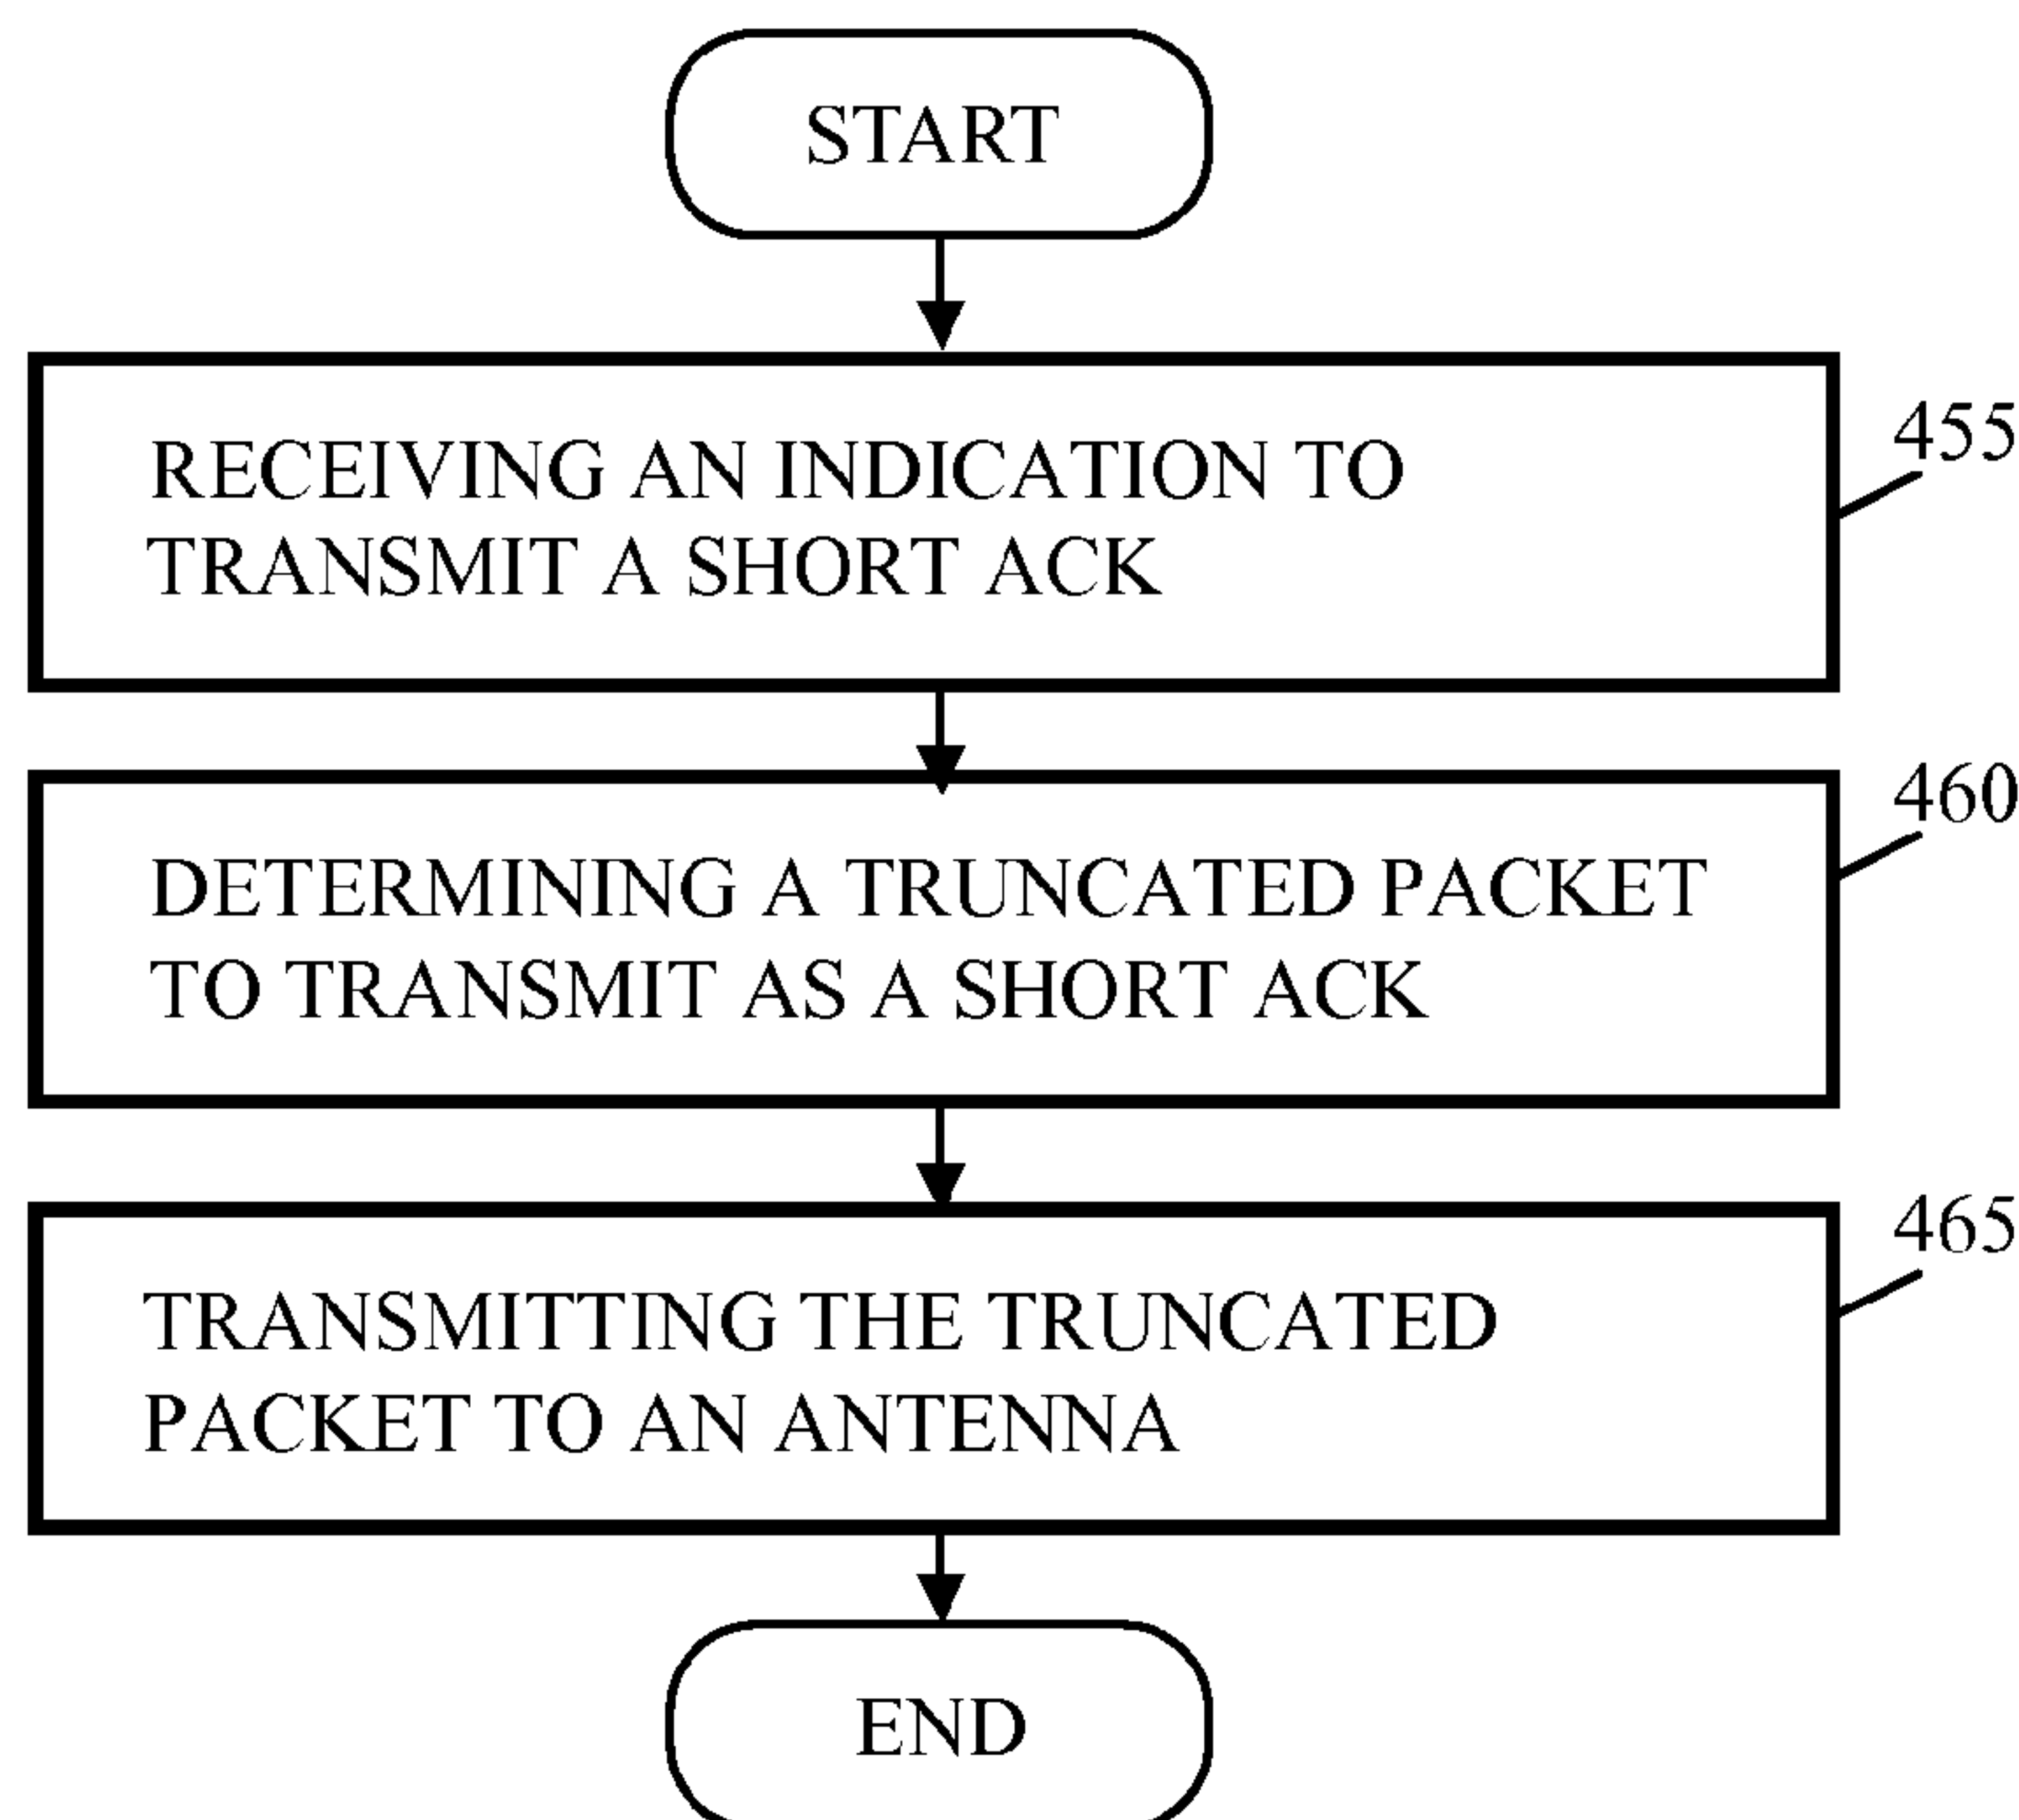 START
RECEIVING AN INDICATION TO
TRANSMIT A SHORT ACK
455
DETERMINING A TRUNCATED PACKET
TO TRANSMIT AS A SHORT ACK
460
TRANSMITTING THE TRUNCATED
PACKET TO AN ANTENNA
465
END